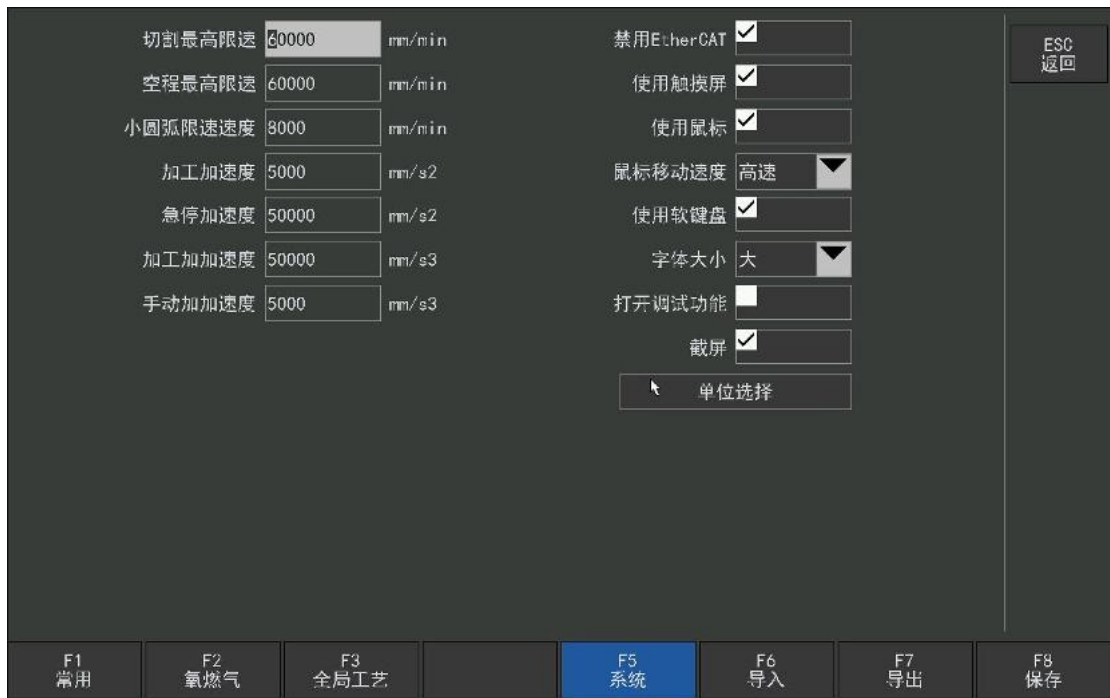 切割最高限速 60000 mm/min
空程最高限速 60000 mm/min
小圆弧限速速度 8000 mm/min
加工加速度 5000 mm/s2
急停加速度 50000 mm/s2
加工加加速度 50000 mm/s3
手动加加速度 5000 mm/s3
禁用EtherCAT
使用触摸屏
使用鼠标
鼠标移动速度 高速
使用软键盘
字体大小 大
打开调试功能
截屏
单位选择
ESC
返回
F1
常用
F2
氧燃气
F3
全局工艺
F5
系统
F6
导入
F7
导出
F8
保存